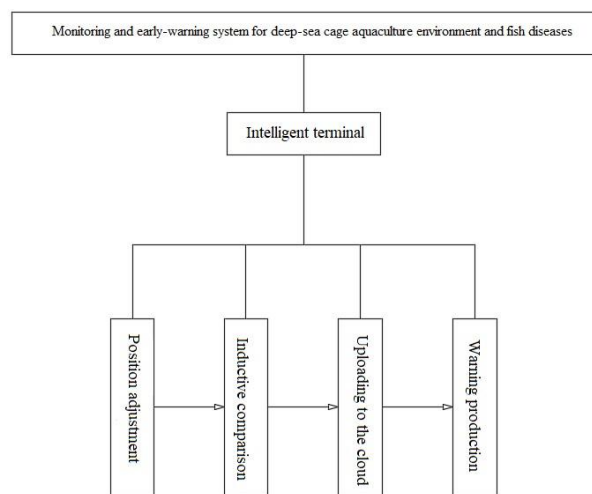 Monitoring and early-warning system for deep-sea cage aquaculture environment and fish diseases
Intelligent terminal
Position adjustment
Inductive comparison
Uploading to the cloud
Warning production